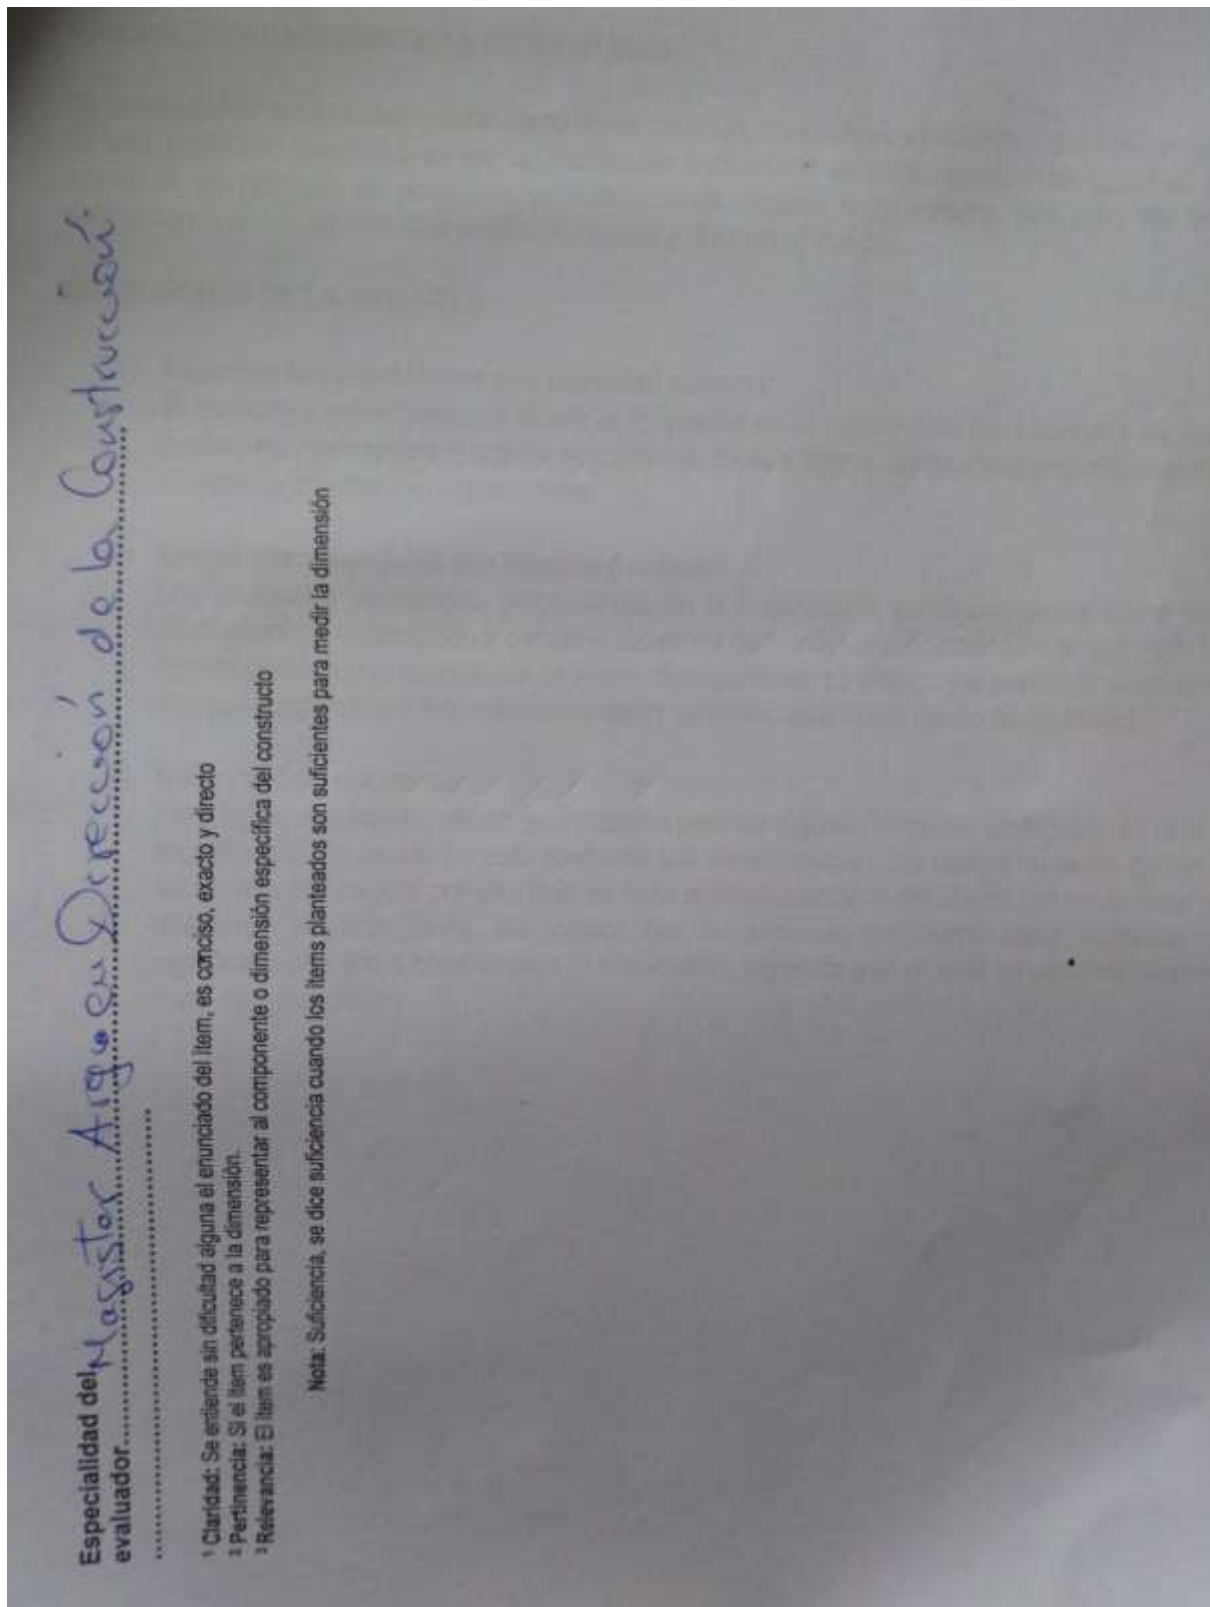 Especialidad del Magister Arqº en Dirección de la Construcción.
evaluador..............................................................................
..............................................................
¹ Claridad: Se entiende sin dificultad alguna el enunciado del ítem, es conciso, exacto y directo
² Pertinencia: Si el ítem pertenece a la dimensión.
³ Relevancia: El ítem es apropiado para representar al componente o dimensión específica del constructo
Nota: Suficiencia, se dice suficiencia cuando los ítems planteados son suficientes para medir la dimensión